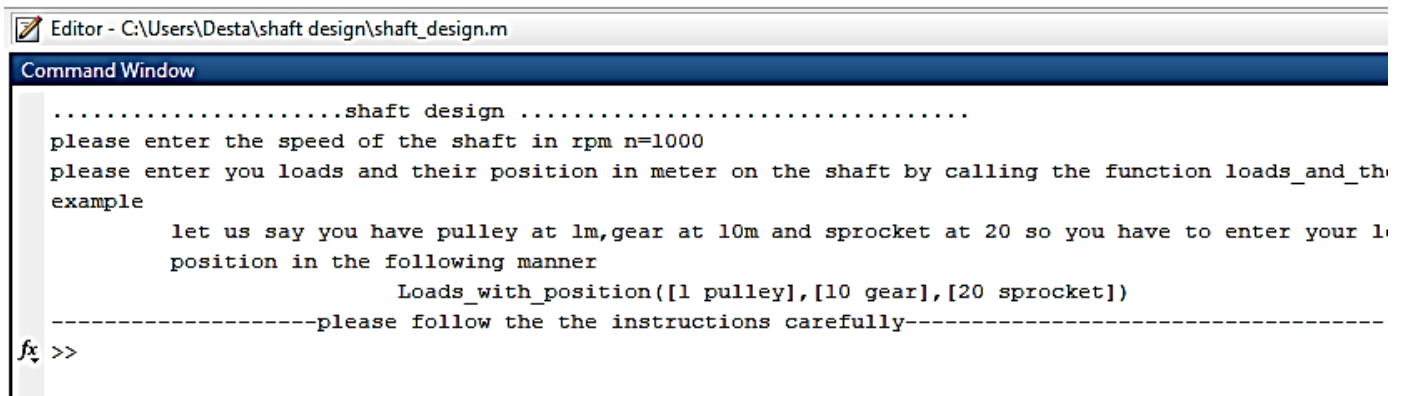 Editor - C:\Users\Desta\shaft design\shaft_design.m
Command Window
......................shaft design ..................................
please enter the speed of the shaft in rpm n=1000
please enter you loads and their position in meter on the shaft by calling the function
example
let us say you have pulley at 1m,gear at 10m and sprocket at 20 so you have to enter your
position in the following manner
Loads_with_position([1 pulley],[10 gear],[20 sprocket])
--------------------please follow the the instructions carefully------------------------------------
fx >>